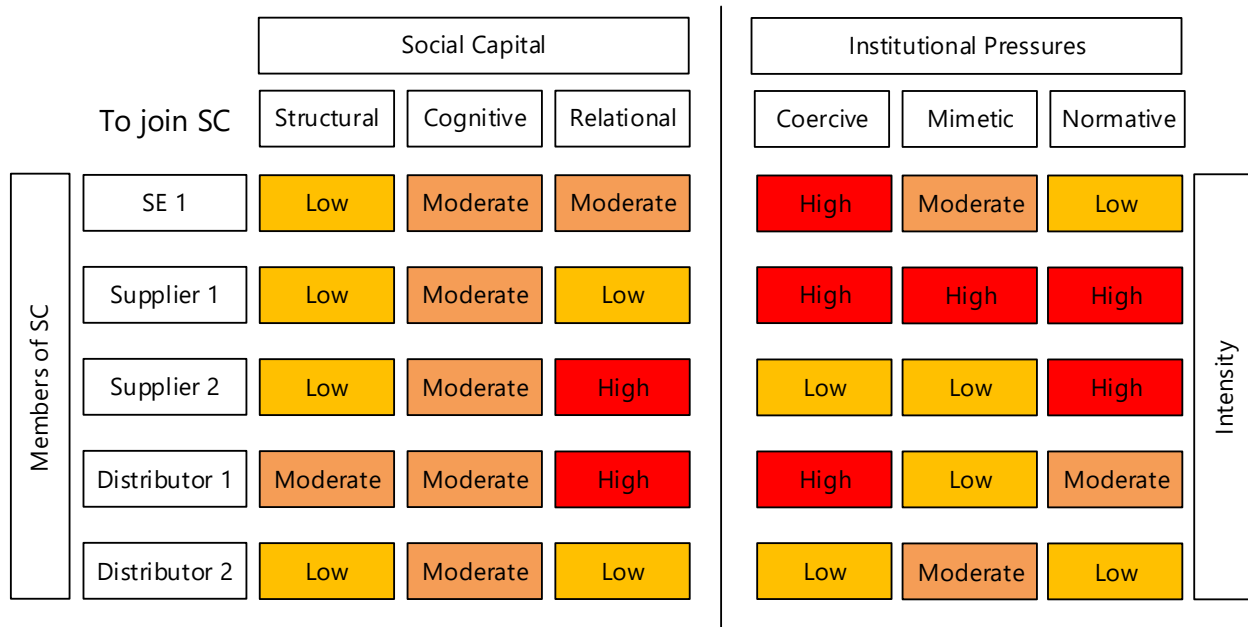 Social Capital
Institutional Pressures
To join SC
Structural
Cognitive
Relational
Coercive
Mimetic
Normative
Members of SC
SE 1
Low
Moderate
Moderate
High
Moderate
Low
Supplier 1
Low
Moderate
Low
High
High
High
Supplier 2
Low
Moderate
High
Low
Low
High
Distributor 1
Moderate
Moderate
High
High
Low
Moderate
Distributor 2
Low
Moderate
Low
Low
Moderate
Low
Intensity